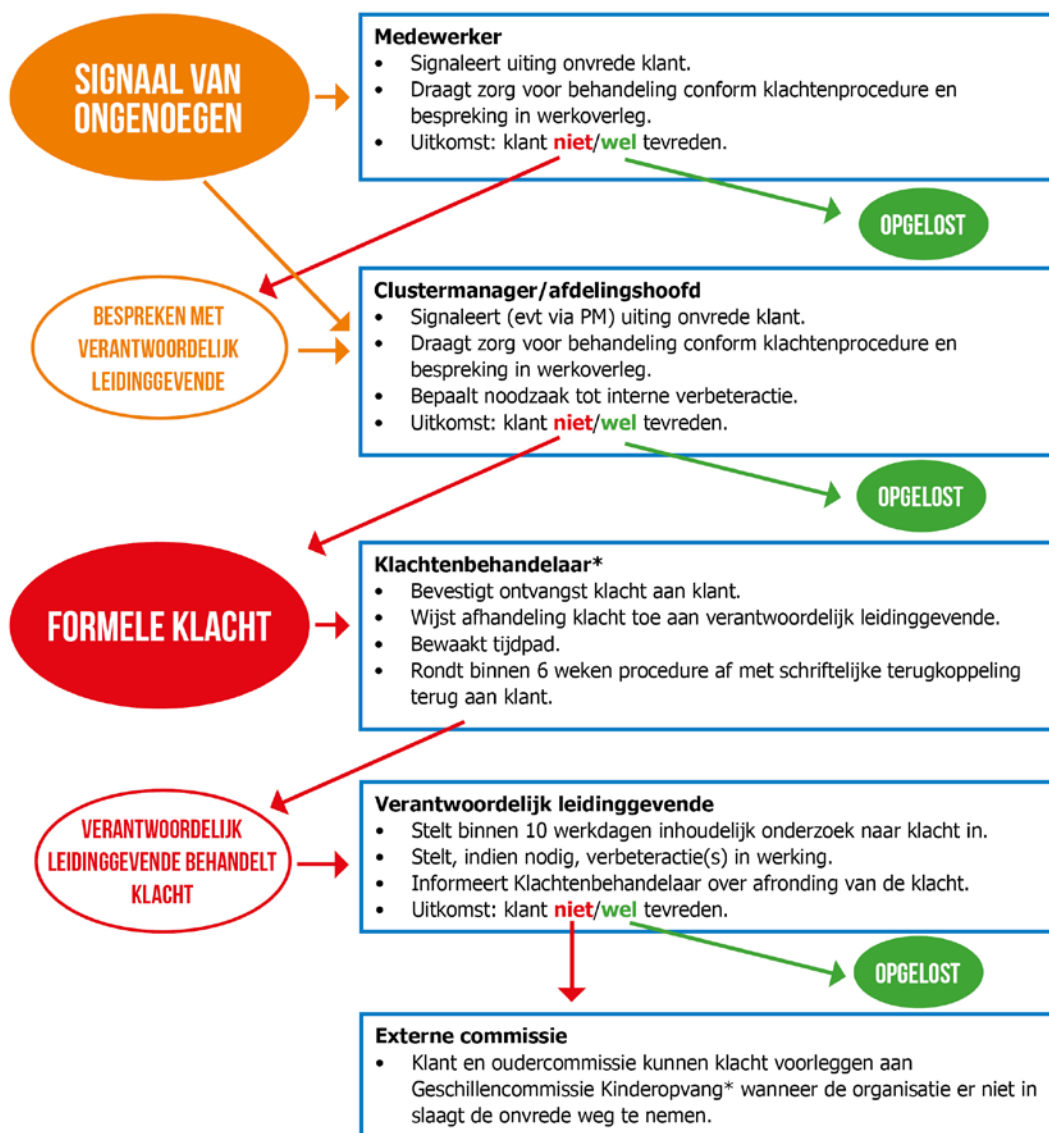 SIGNAAL VAN
ONGENOEGEN
Medewerker
• Signaleert uiting onvrede klant.
• Draagt zorg voor behandeling conform klachtenprocedure en
bespreking in werkoverleg.
• Uitkomst: klant niet/wel tevreden.
OPGELOST
BESPREKEN MET
VERANTWOORDELIJK
LEIDINGGEVENDE
Clustermanager/afdelingshoofd
• Signaleert (evt via PM) uiting onvrede klant.
• Draagt zorg voor behandeling conform klachtenprocedure en
bespreking in werkoverleg.
• Bepaalt noodzaak tot interne verbeteractie.
• Uitkomst: klant niet/wel tevreden.
OPGELOST
FORMELE KLACHT
Klachtenbehandelaar*
• Bevestigt ontvangst klacht aan klant.
• Wijst afhandeling klacht toe aan verantwoordelijk leidinggevende.
• Bewaakt tijdpad.
• Rondt binnen 6 weken procedure af met schriftelijke terugkoppeling
terug aan klant.
VERANTWOORDELIJK
LEIDINGGEVENDE BEHANDELT
KLACHT
Verantwoordelijk leidinggevende
• Stelt binnen 10 werkdagen inhoudelijk onderzoek naar klacht in.
• Stelt, indien nodig, verbeteractie(s) in werking.
• Informeert Klachtenbehandelaar over afronding van de klacht.
• Uitkomst: klant niet/wel tevreden.
OPGELOST
Externe commissie
• Klant en oudercommissie kunnen klacht voorleggen aan
Geschillencommissie Kinderopvang* wanneer de organisatie er niet in
slaagt de onvrede weg te nemen.